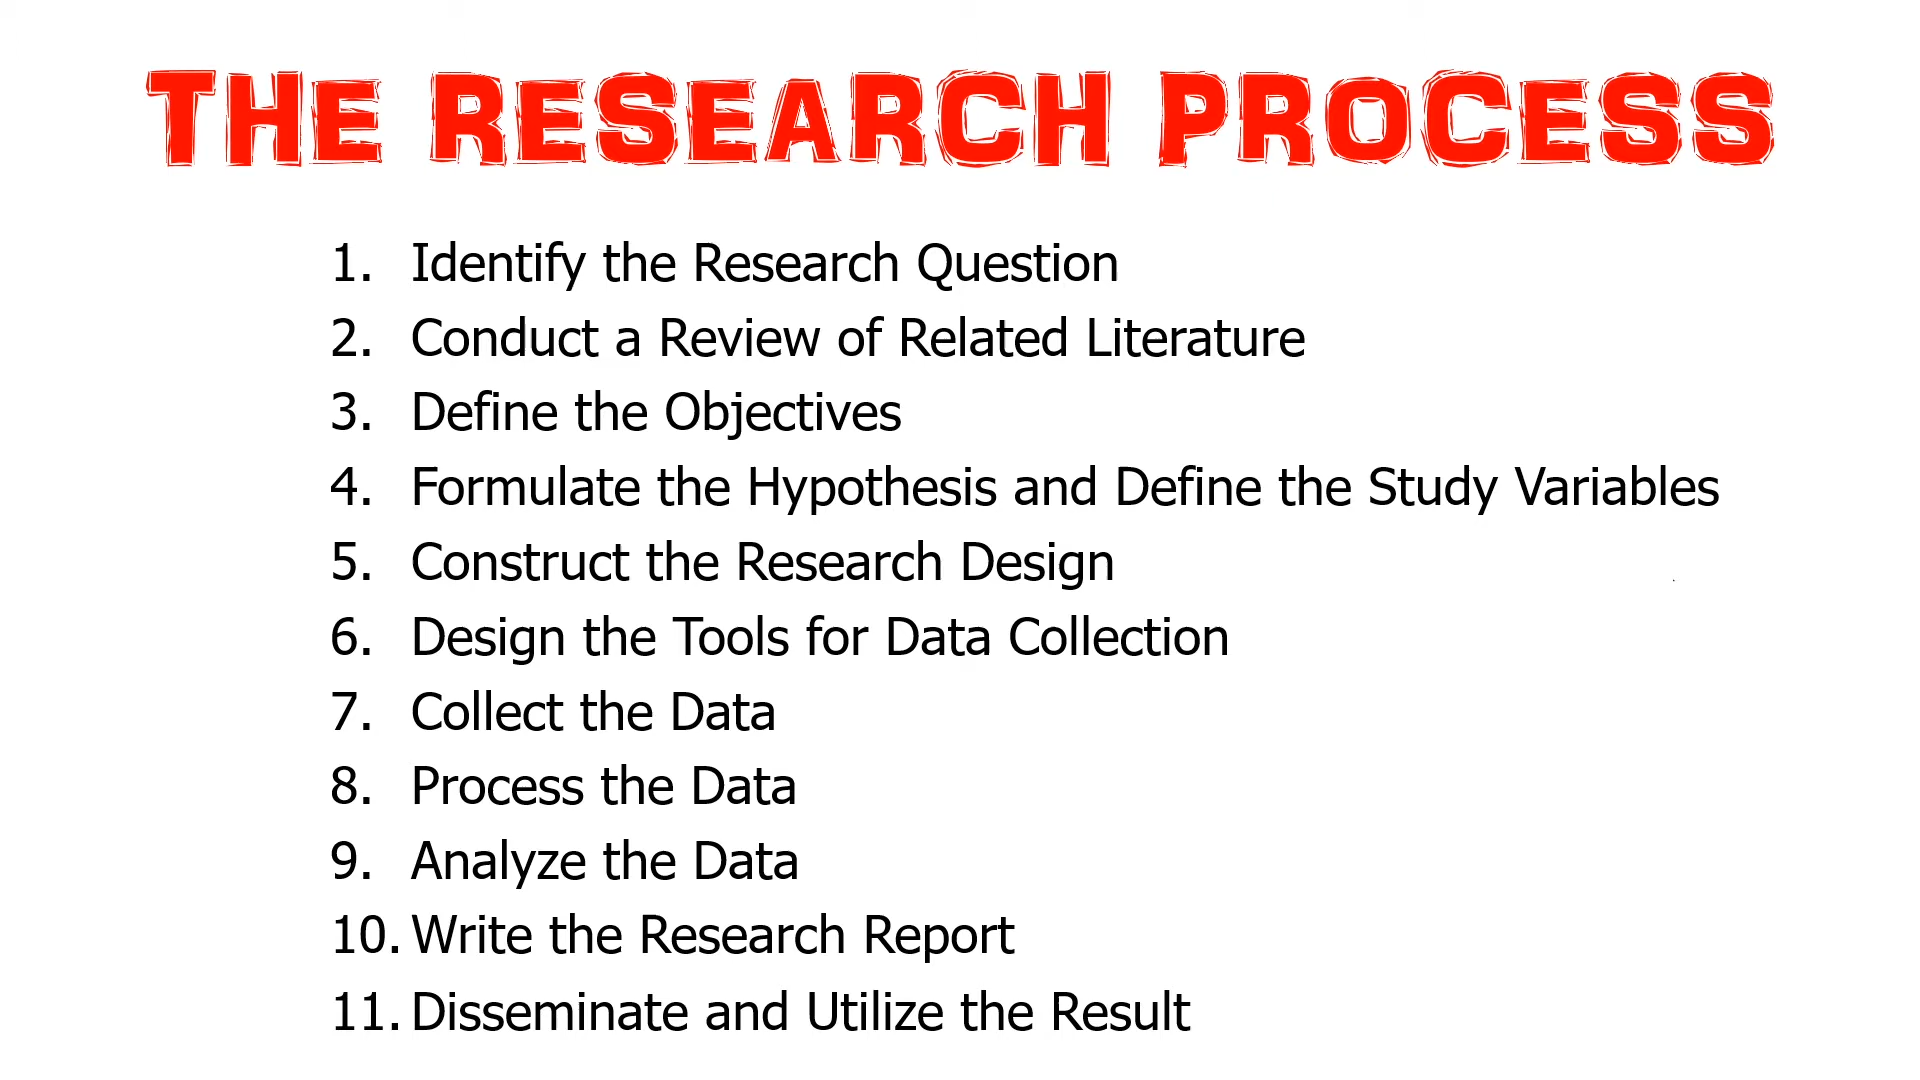 THE RESEARCH PROCESS
1. Identify the Research Question
2. Conduct a Review of Related Literature
3. Define the Objectives
4. Formulate the Hypothesis and Define the Study Variables
5. Construct the Research Design
6. Design the Tools for Data Collection
7. Collect the Data
8. Process the Data
9. Analyze the Data
10. Write the Research Report
11. Disseminate and Utilize the Result